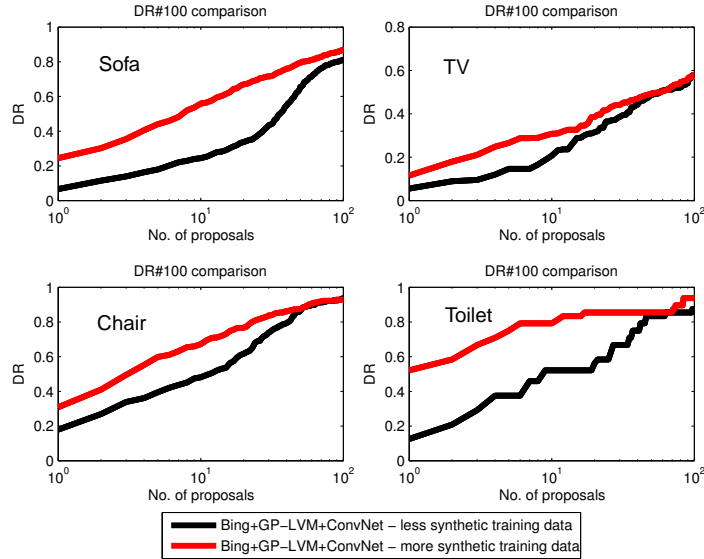 DR#100 comparison
1
0.8
0.6
0.4
0.2
0
DR
Sofa
10^0 10^1 10^2
No. of proposals
DR#100 comparison
0.8
0.6
0.4
0.2
0
DR
TV
10^0 10^1 10^2
No. of proposals
DR#100 comparison
1
0.8
0.6
0.4
0.2
0
DR
Chair
10^0 10^1 10^2
No. of proposals
DR#100 comparison
1
0.8
0.6
0.4
0.2
0
DR
Toilet
10^0 10^1 10^2
No. of proposals
Bing+GP−LVM+ConvNet − less synthetic training data
Bing+GP−LVM+ConvNet − more synthetic training data